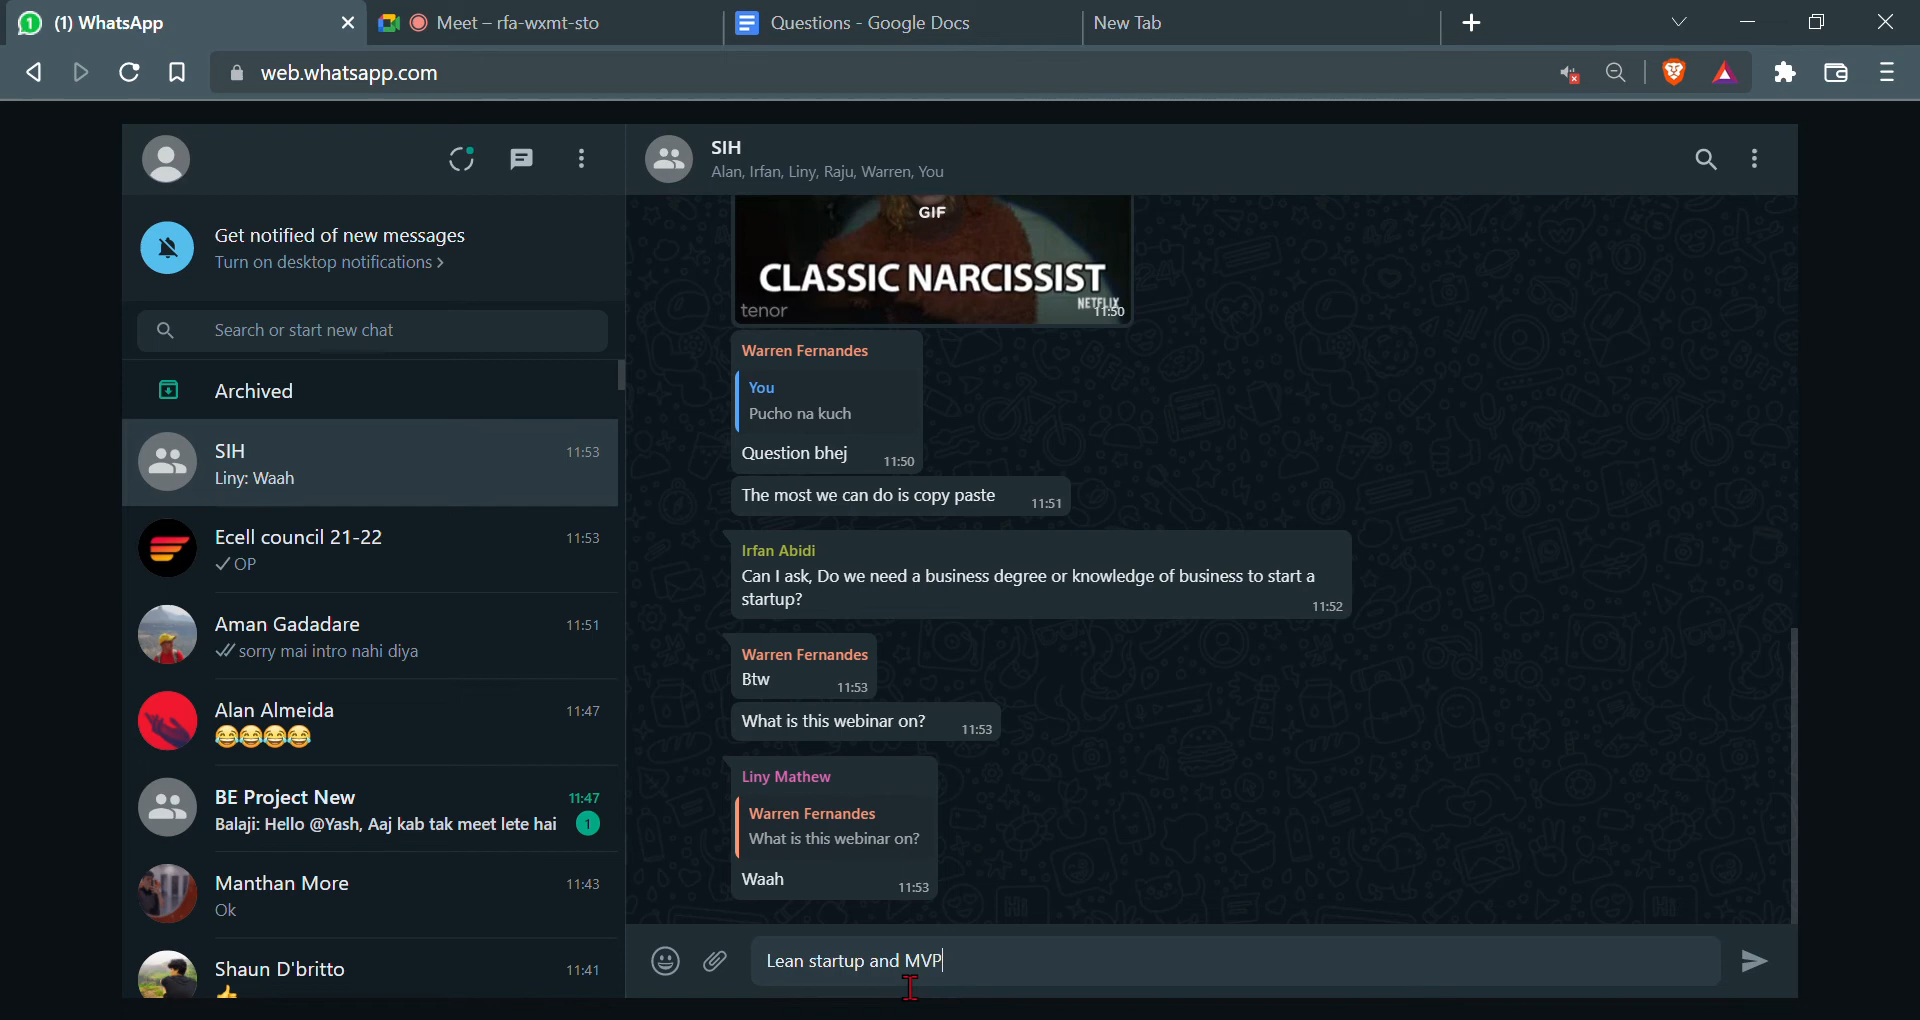 (1) WhatsApp
Meet – rfa-wxmt-sto
Questions - Google Docs
New Tab
web.whatsapp.com
Get notified of new messages
Turn on desktop notifications >
Search or start new chat
Archived
SIH 11:53
Liny: Waah
Ecell council 21-22 11:53
OP
Aman Gadadare 11:51
sorry mai intro nahi diya
Alan Almeida 11:47
😂😂😂😂
BE Project New 11:47
Balaji: Hello @Yash, Aaj kab tak meet lete hai 1
Manthan More 11:43
Ok
Shaun D'britto 11:41
👍
SIH
Alan, Irfan, Liny, Raju, Warren, You
GIF
CLASSIC NARCISSIST
NETFLIX
tenor 11:50
Warren Fernandes
You
Pucho na kuch
Question bhej 11:50
The most we can do is copy paste 11:51
Irfan Abidi
Can I ask, Do we need a business degree or knowledge of business to start a
startup? 11:52
Warren Fernandes
Btw 11:53
What is this webinar on? 11:53
Liny Mathew
Warren Fernandes
What is this webinar on?
Waah 11:53
Lean startup and MVP